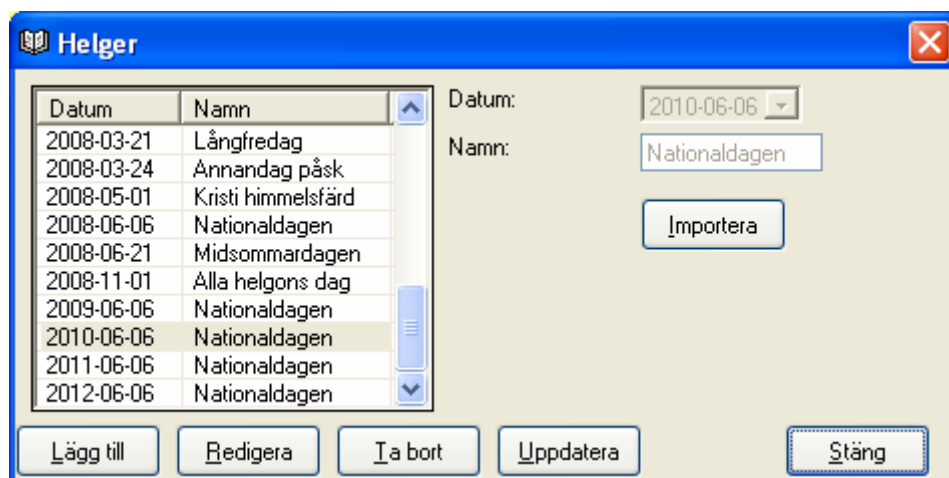 Helger
Datum Namn
2008-03-21 Långfredag
2008-03-24 Annandag påsk
2008-05-01 Kristi himmelsfärd
2008-06-06 Nationaldagen
2008-06-21 Midsommardagen
2008-11-01 Alla helgons dag
2009-06-06 Nationaldagen
2010-06-06 Nationaldagen
2011-06-06 Nationaldagen
2012-06-06 Nationaldagen
Datum: 2010-06-06
Namn: Nationaldagen
Importera
Lägg till Redigera Ta bort Uppdatera Stäng